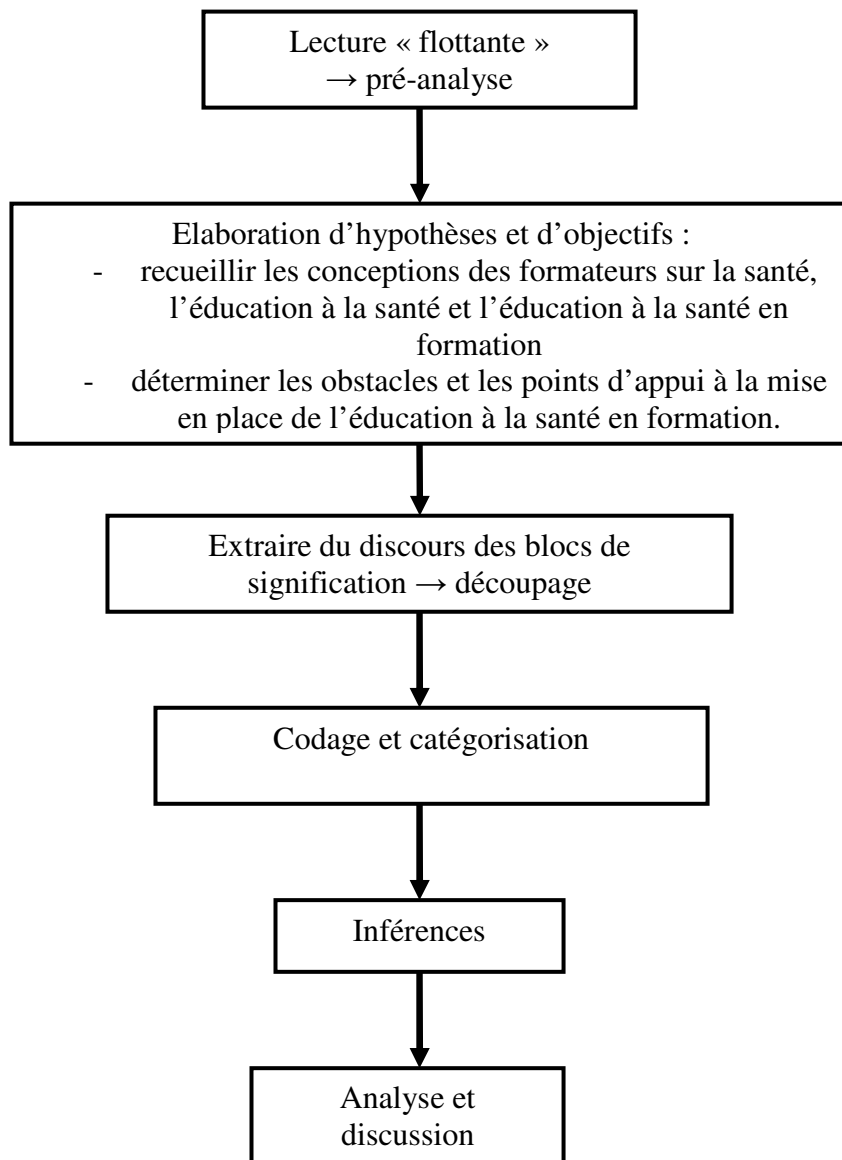 Lecture « flottante »
→ pré-analyse
Elaboration d’hypothèses et d’objectifs :
- recueillir les conceptions des formateurs sur la santé,
l’éducation à la santé et l’éducation à la santé en
formation
- déterminer les obstacles et les points d’appui à la mise
en place de l’éducation à la santé en formation.
Extraire du discours des blocs de
signification → découpage
Codage et catégorisation
Inférences
Analyse et
discussion